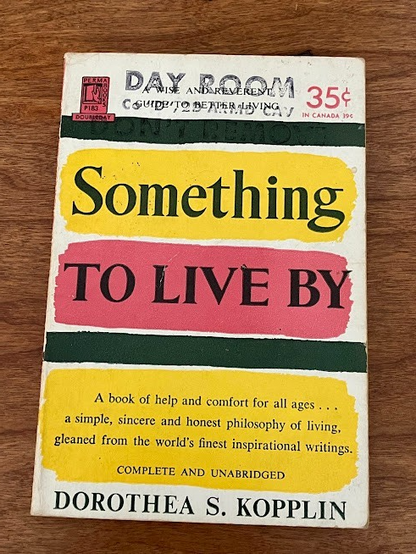 PERMA
P183
DOUBLEDAY
DAY ROOM
A WISE AND REVERENT
GUIDE TO BETTER LIVING
35¢
IN CANADA 39¢
Something
TO LIVE BY
A book of help and comfort for all ages . . .
a simple, sincere and honest philosophy of living,
gleaned from the world's finest inspirational writings.
COMPLETE AND UNABRIDGED
DOROTHEA S. KOPPLIN